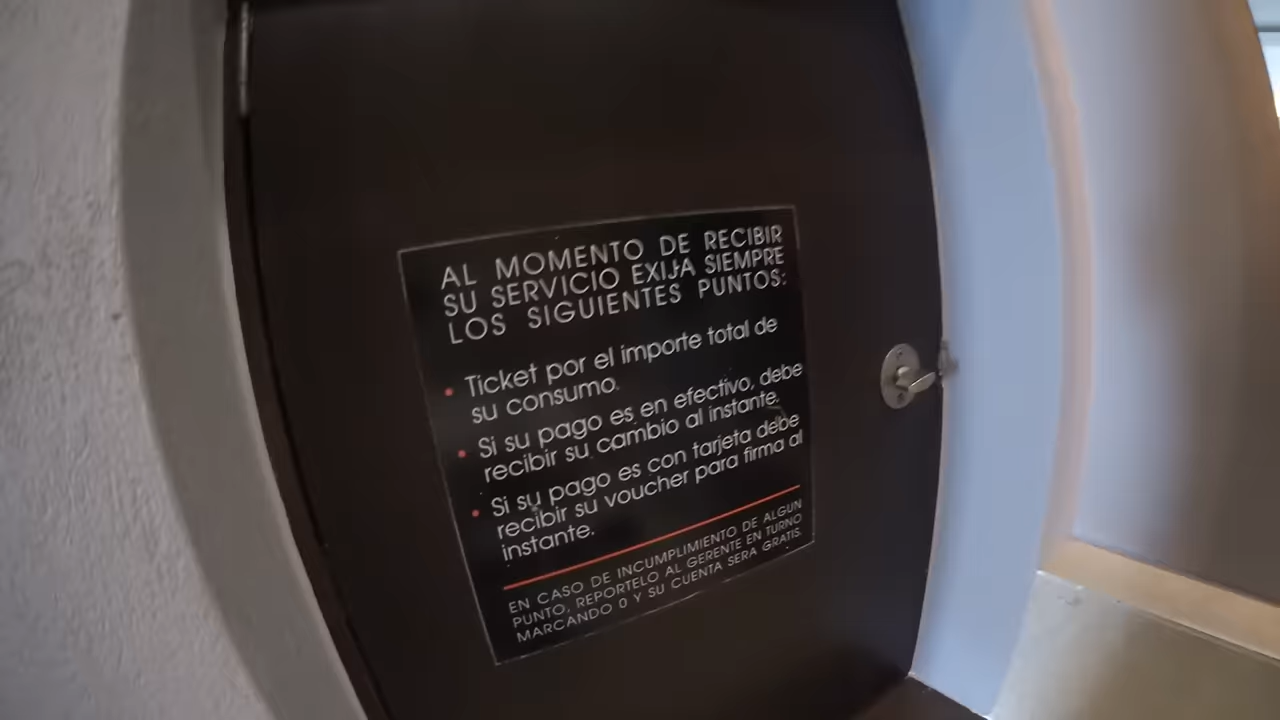 AL MOMENTO DE RECIBIR
SU SERVICIO EXIJA SIEMPRE
LOS SIGUIENTES PUNTOS:
• Ticket por el importe total de
su consumo.
• Si su pago es en efectivo, debe
recibir su cambio al instante.
• Si su pago es con tarjeta debe
recibir su voucher para firma al
instante.
EN CASO DE INCUMPLIMIENTO DE ALGUN
PUNTO, REPORTELO AL GERENTE EN TURNO
MARCANDO 0 Y SU CUENTA SERA GRATIS.